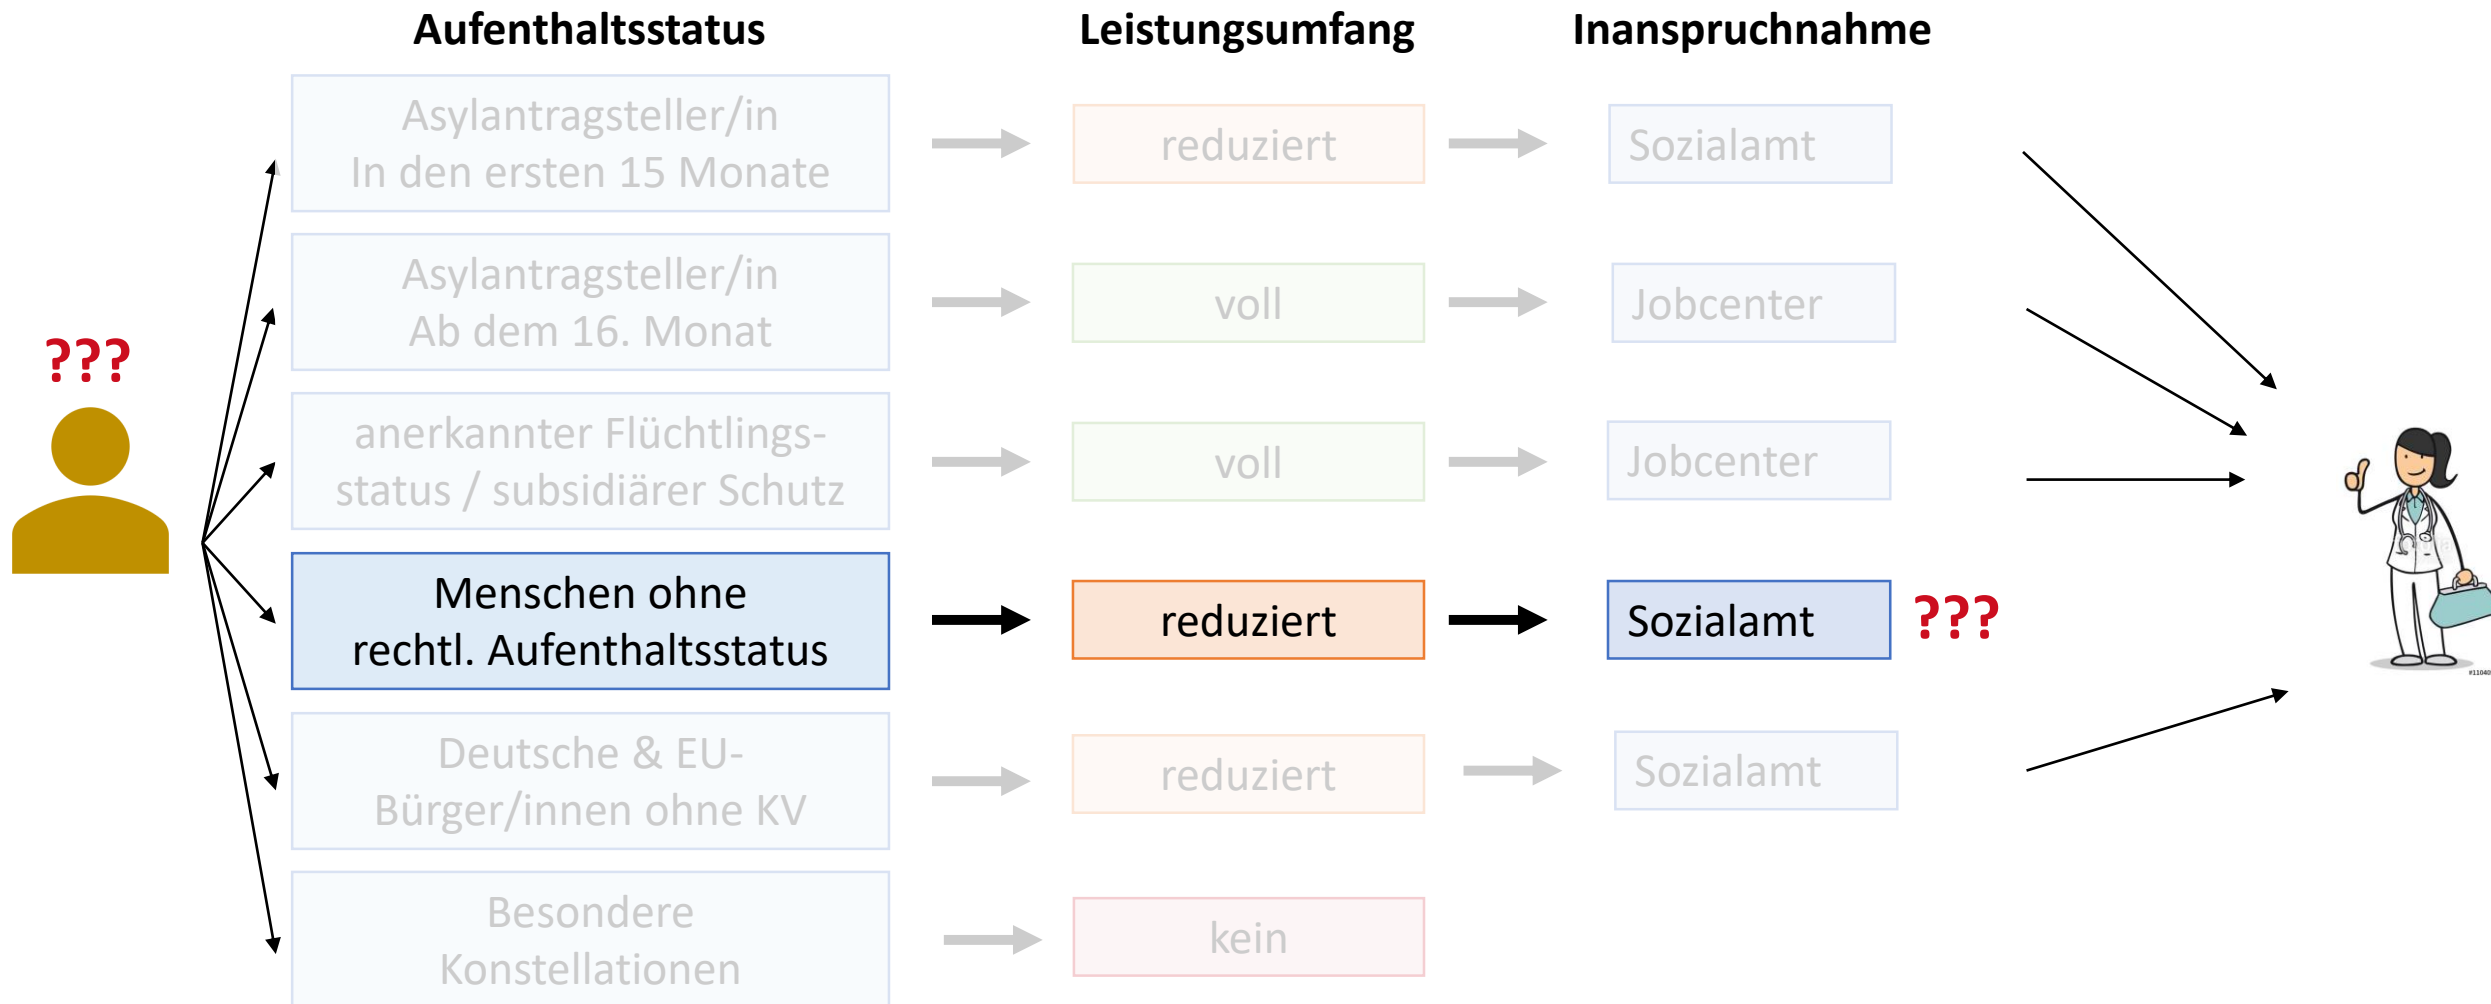 Aufenthaltsstatus
Leistungsumfang
Inanspruchnahme
Asylantragsteller/in
In den ersten 15 Monate
reduziert
Sozialamt
Asylantragsteller/in
Ab dem 16. Monat
voll
Jobcenter
???
anerkannter Flüchtlings-
status / subsidiärer Schutz
voll
Jobcenter
Menschen ohne
rechtl. Aufenthaltsstatus
reduziert
Sozialamt
???
Deutsche & EU-
Bürger/innen ohne KV
reduziert
Sozialamt
Besondere
Konstellationen
kein